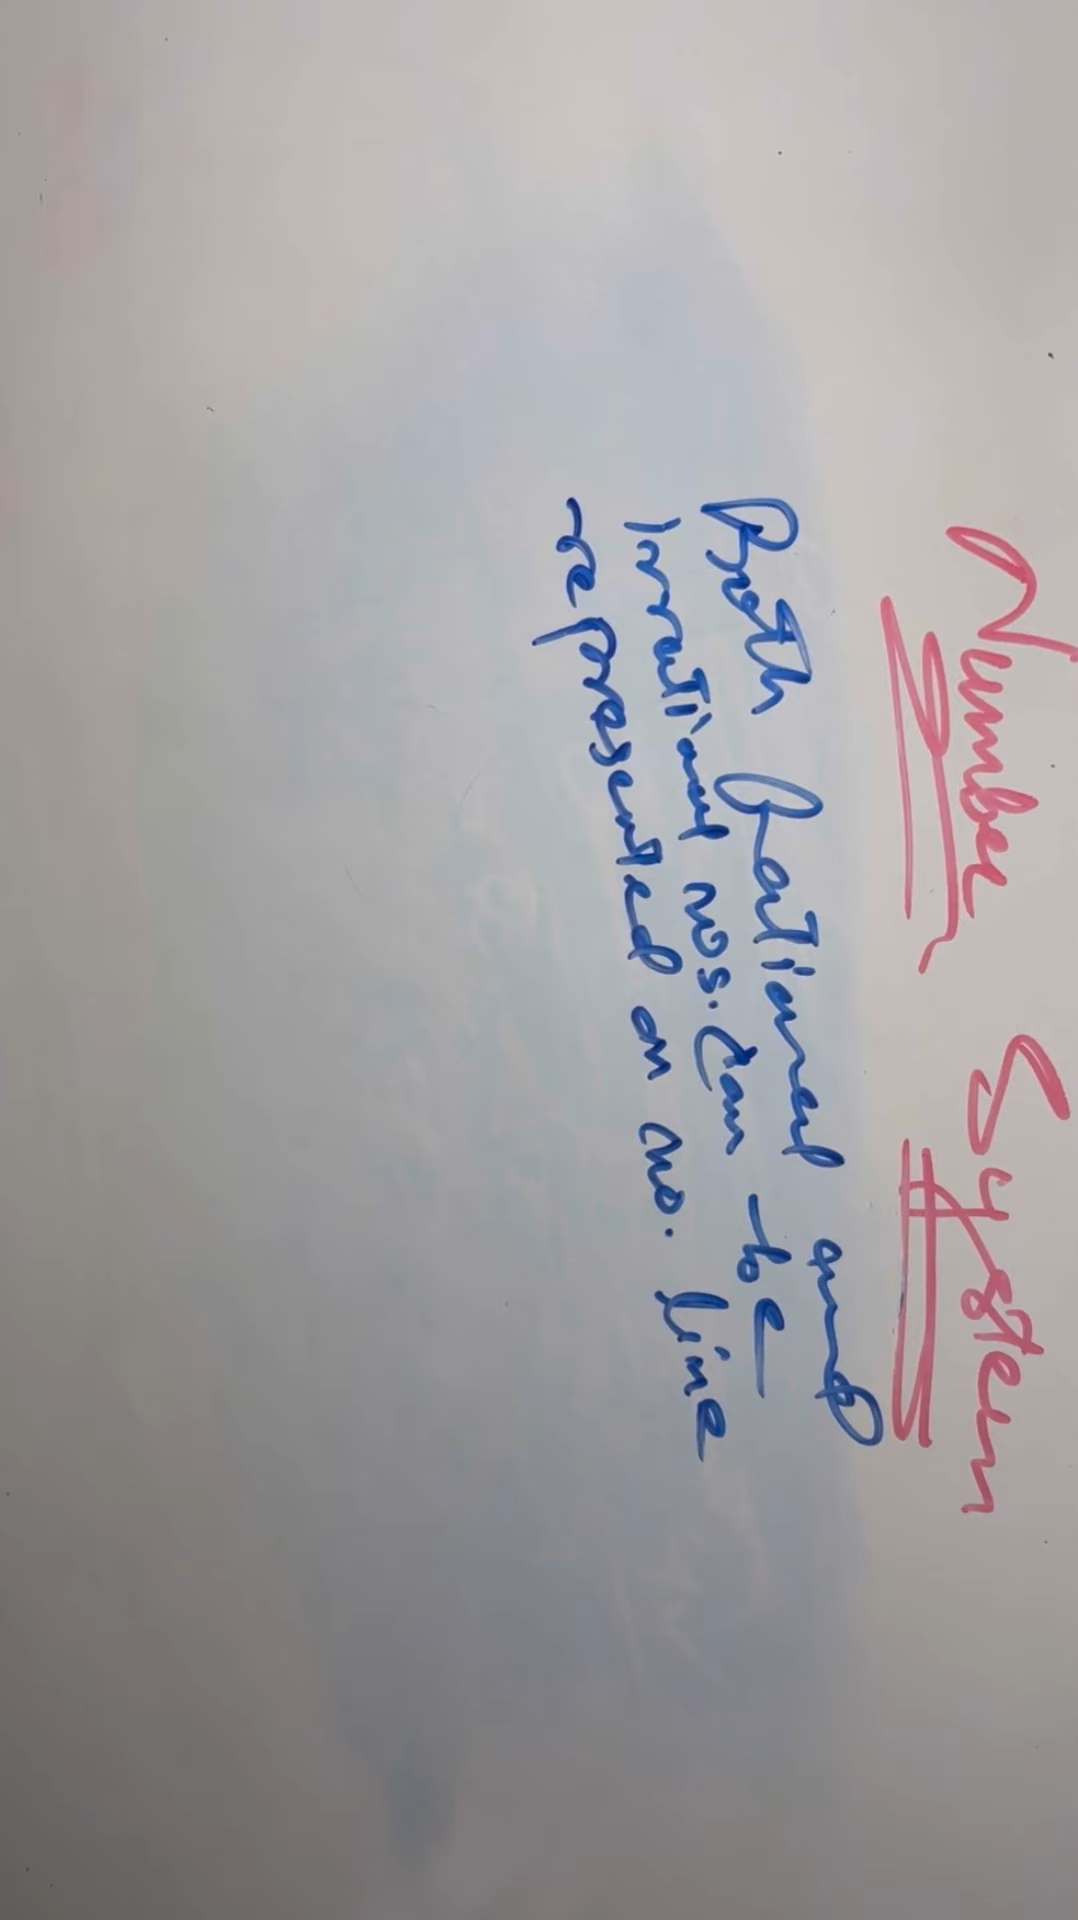 Number System
Both Rational and
Irrational nos. Can be
represented on no. line